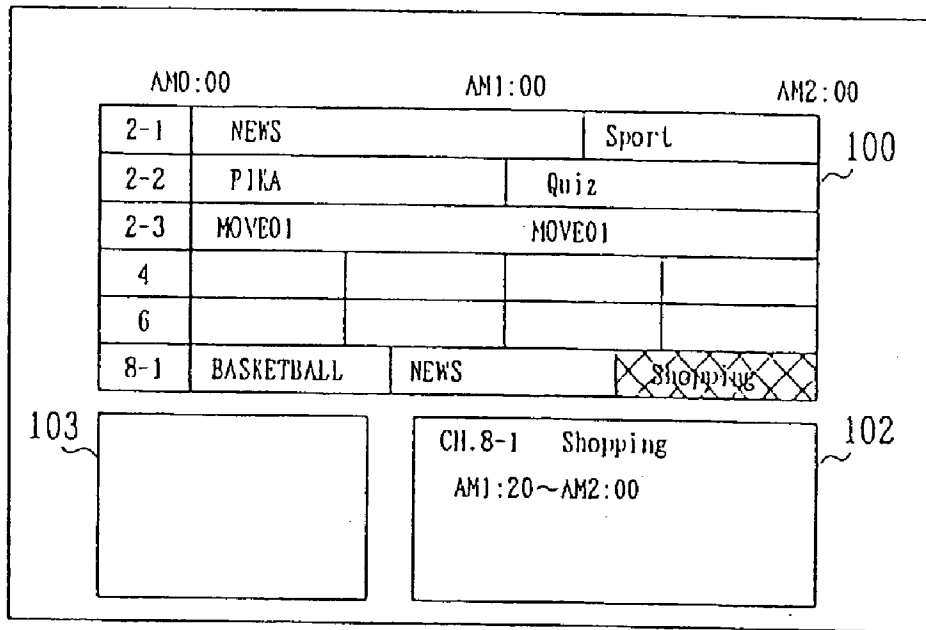 AM0:00 AM1:00 AM2:00
2-1 NEWS Sport 100
2-2 PIKA Quiz
2-3 MOVE01 MOVE01
4
6
8-1 BASKETBALL NEWS Shopping
103 102
CH.8-1 Shopping
AM1:20~AM2:00